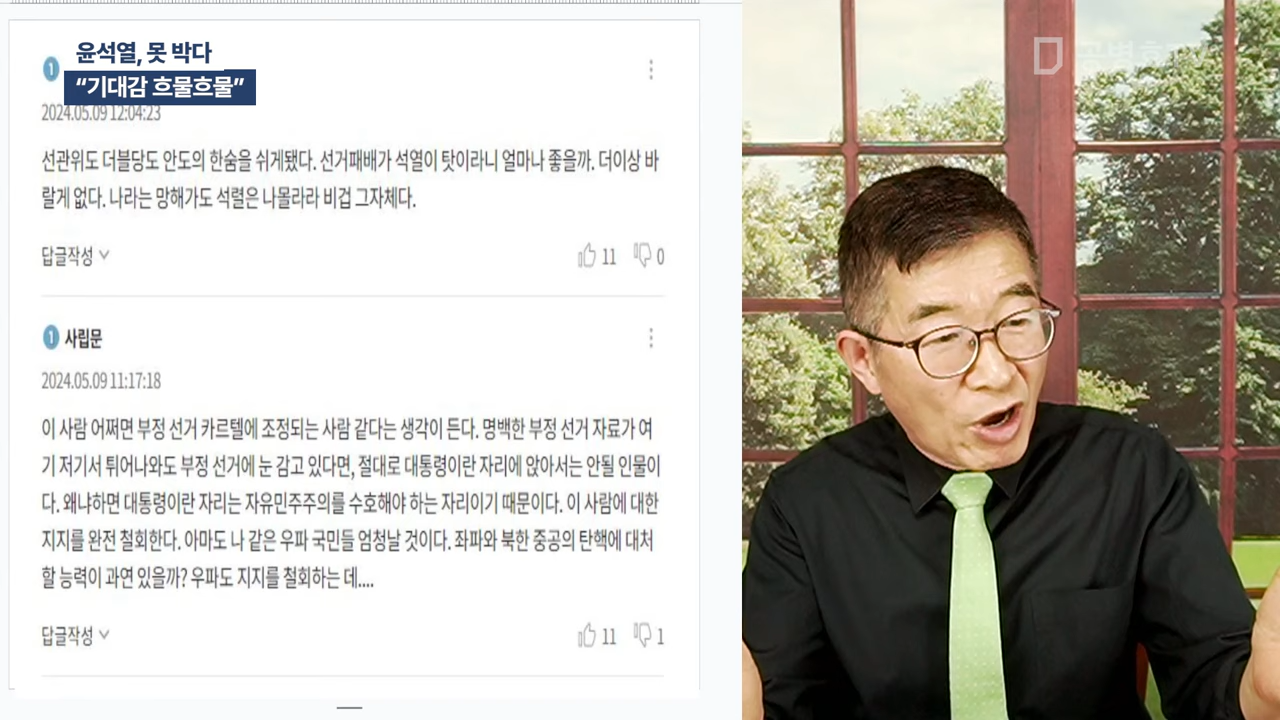 윤석열, 못 박다
“기대감 흐물흐물”
1
2024.05.09 12:04:23
선관위도 더블당도 안도의 한숨을 쉬게됐다. 선거패배가 석열이 탓이라니 얼마나 좋을까. 더이상 바
랄게 없다. 나라는 망해가도 석렬은 나몰라라 비겁 그자체다.
답글작성
11 0
1 사립문
2024.05.09 11:17:18
이 사람 어쩌면 부정 선거 카르텔에 조정되는 사람 같다는 생각이 든다. 명백한 부정 선거 자료가 여
기 저기서 튀어나와도 부정 선거에 눈 감고 있다면, 절대로 대통령이란 자리에 앉아서는 안될 인물이
다. 왜냐하면 대통령이란 자리는 자유민주주의를 수호해야 하는 자리이기 때문이다. 이 사람에 대한
지지를 완전 철회한다. 아마도 나 같은 우파 국민들 엄청날 것이다. 좌파와 북한 중공의 탄핵에 대처
할 능력이 과연 있을까? 우파도 지지를 철회하는 데....
답글작성
11 1